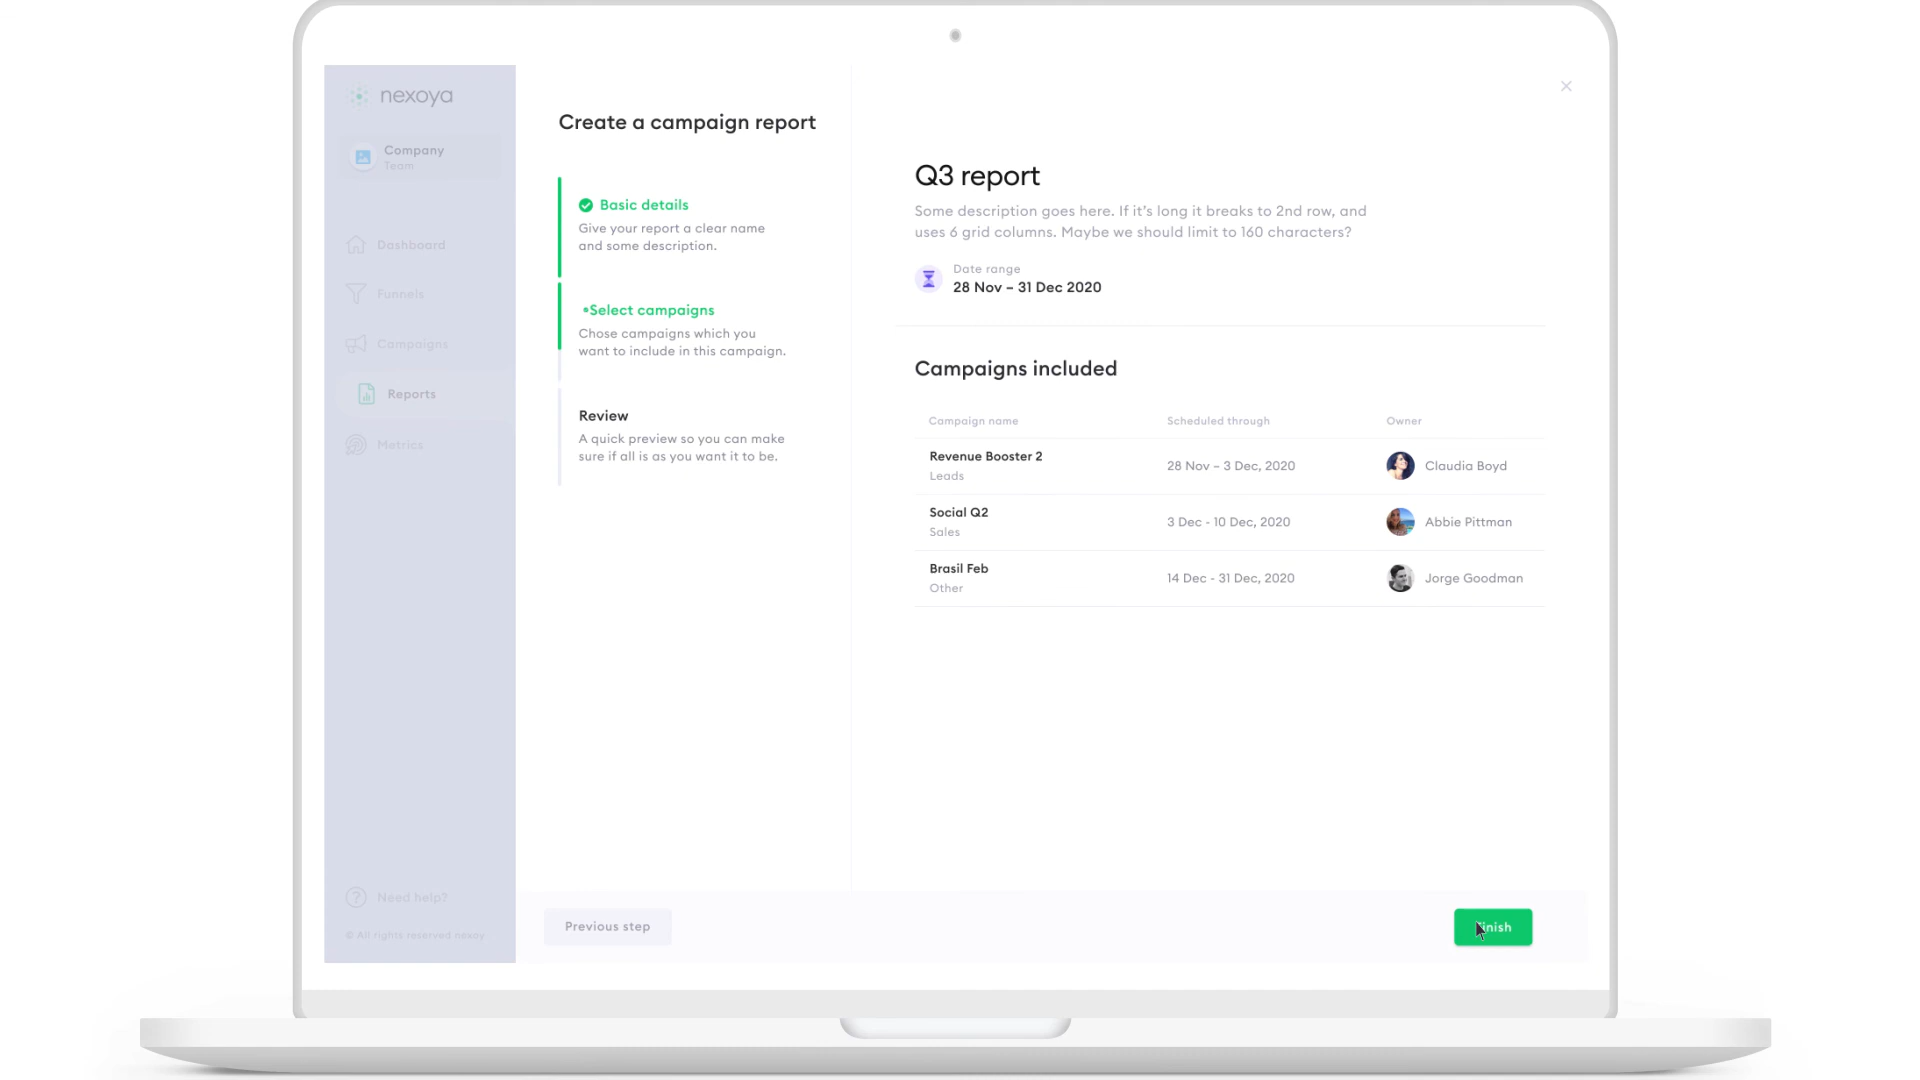 nexoya
Company
Team
Dashboard
Funnels
Campaigns
Reports
Metrics
Need help?
© All rights reserved nexoy
Create a campaign report
Basic details
Give your report a clear name
and some description.
•Select campaigns
Chose campaigns which you
want to include in this campaign.
Review
A quick preview so you can make
sure if all is as you want it to be.
Previous step
Q3 report
Some description goes here. If it's long it breaks to 2nd row, and
uses 6 grid columns. Maybe we should limit to 160 characters?
Date range
28 Nov – 31 Dec 2020
Campaigns included
Campaign name Scheduled through Owner
Revenue Booster 2
Leads
28 Nov – 3 Dec, 2020
Claudia Boyd
Social Q2
Sales
3 Dec - 10 Dec, 2020
Abbie Pittman
Brasil Feb
Other
14 Dec - 31 Dec, 2020
Jorge Goodman
Finish